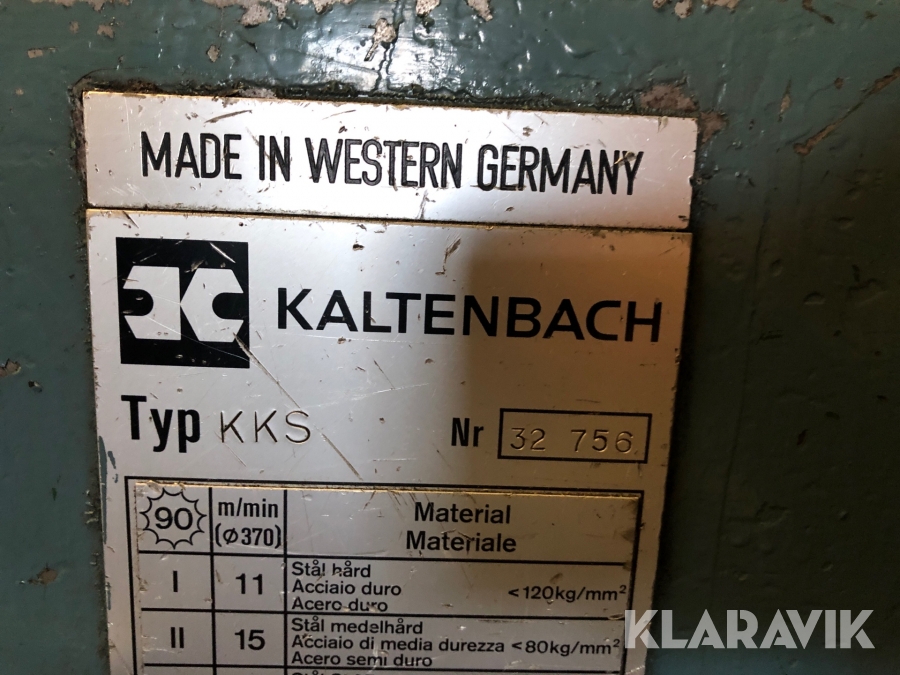 MADE IN WESTERN GERMANY
KALTENBACH
Typ KKS Nr 32 756
90 m/min (ø370) Material Materiale
I 11 Stål hård
Acciaio duro <120kg/mm²
Acero duro
II 15 Stål medelhård
Acciaio di media durezza <80kg/mm²
Acero semi duro
KLARAVIK